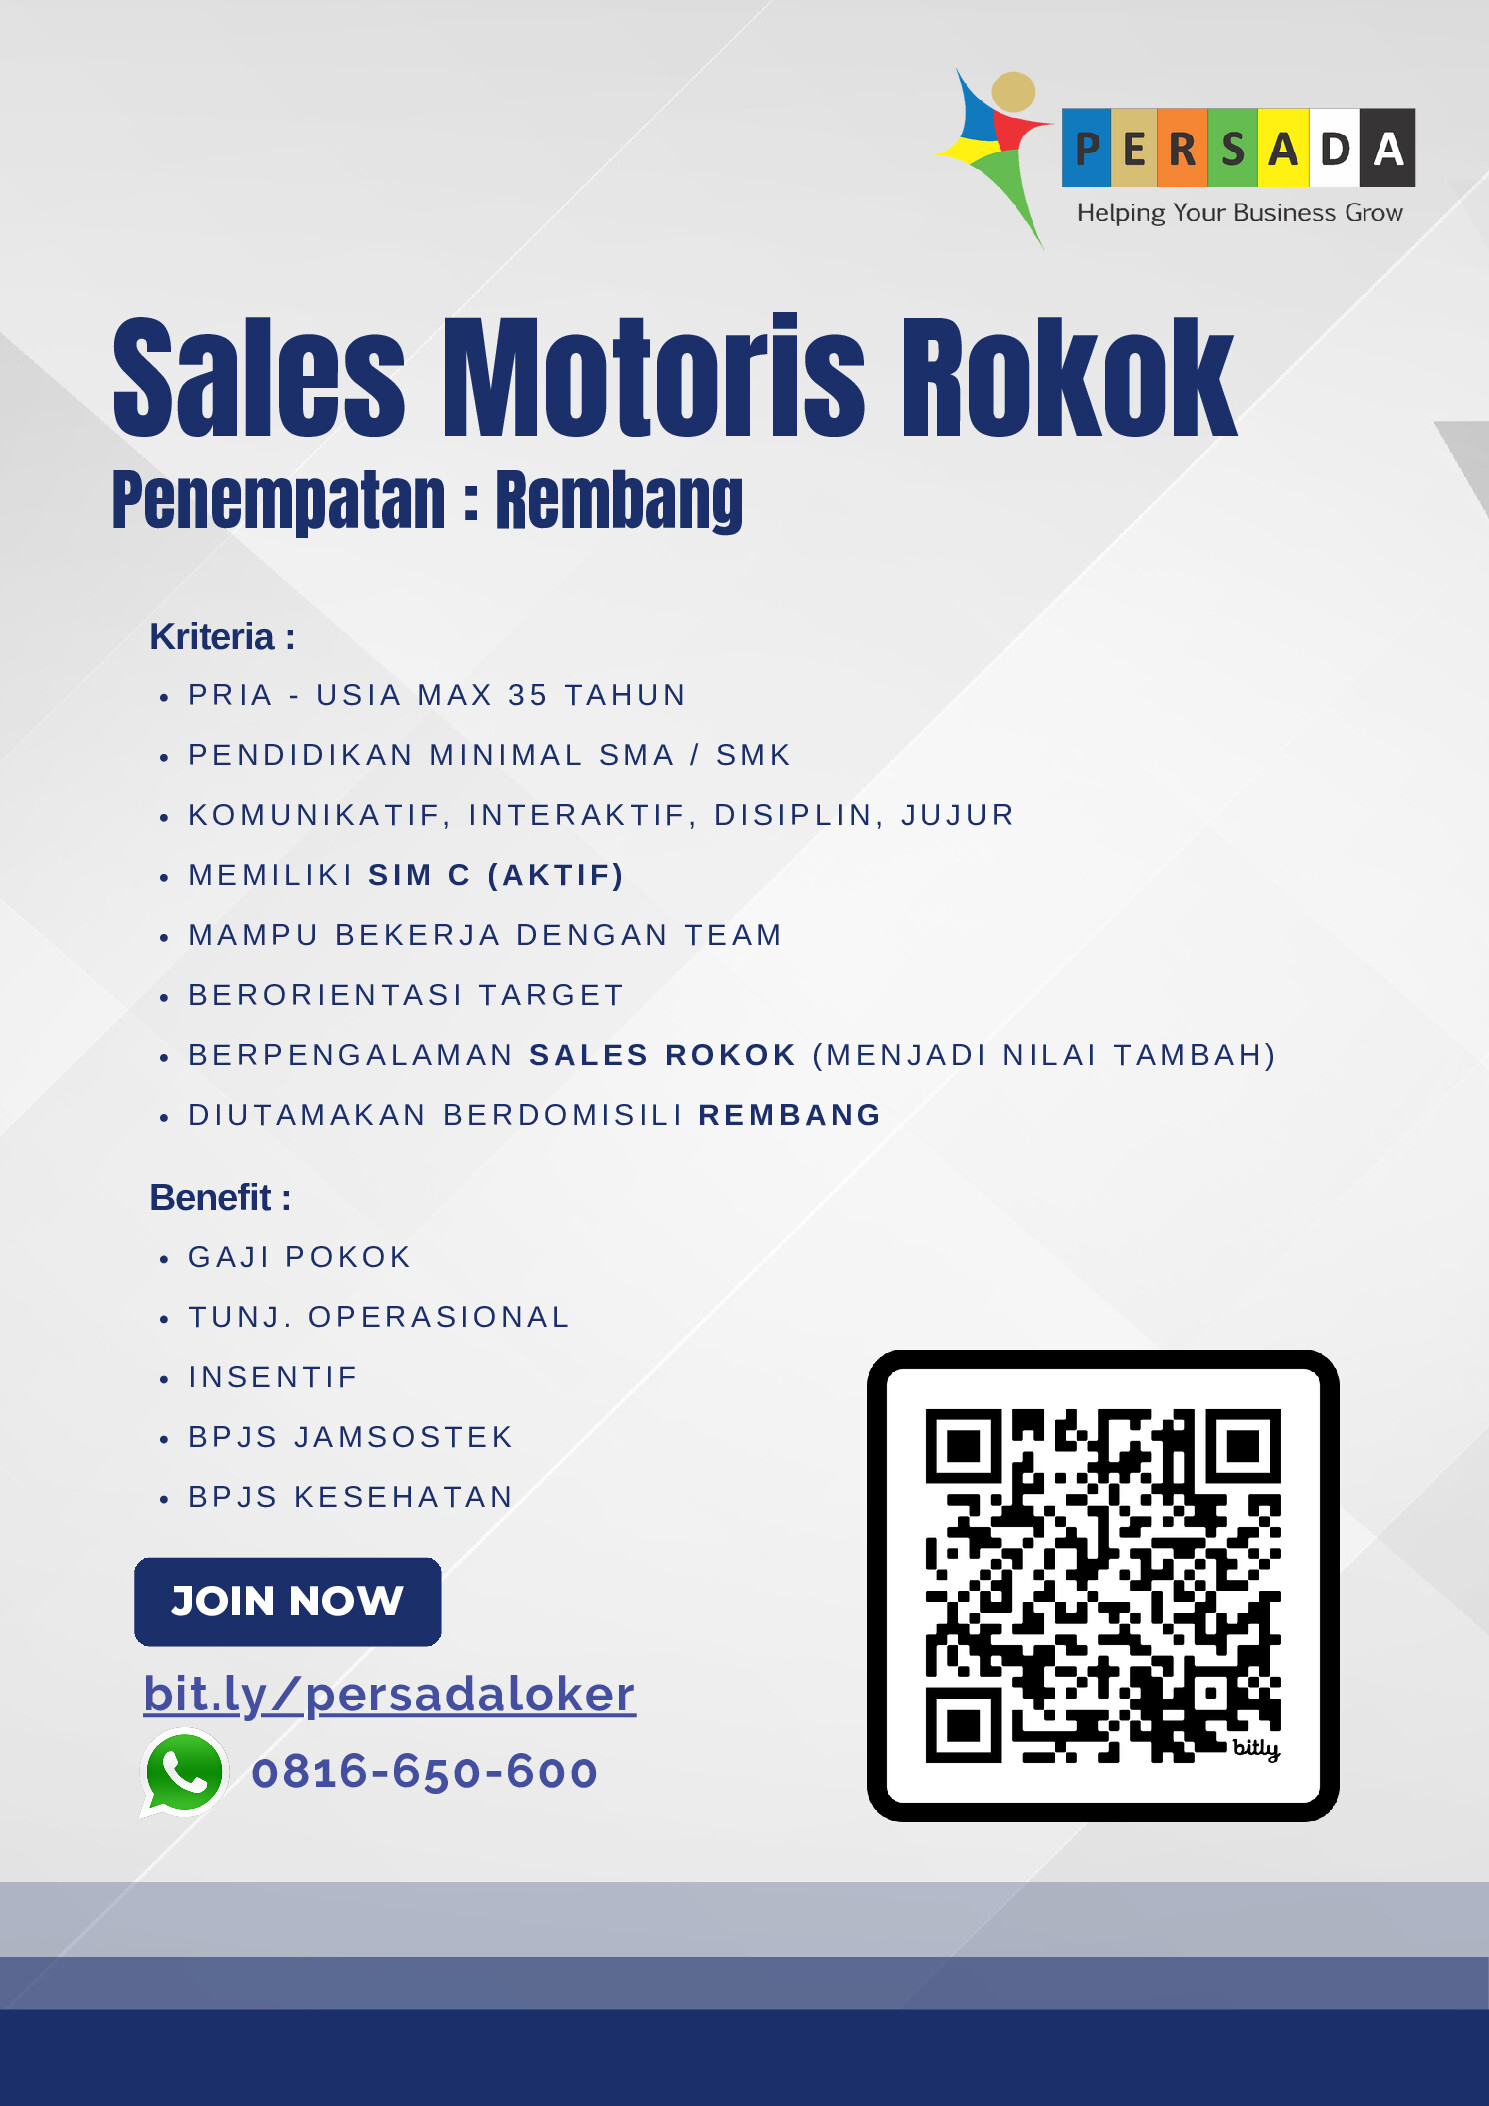 PERSADA
Helping Your Business Grow
Sales Motoris Rokok
Penempatan : Rembang
Kriteria :
• PRIA - USIA MAX 35 TAHUN
• PENDIDIKAN MINIMAL SMA / SMK
• KOMUNIKATIF, INTERAKTIF, DISIPLIN, JUJUR
• MEMILIKI SIM C (AKTIF)
• MAMPU BEKERJA DENGAN TEAM
• BERORIENTASI TARGET
• BERPENGALAMAN SALES ROKOK (MENJADI NILAI TAMBAH)
• DIUTAMAKAN BERDOMISILI REMBANG
Benefit :
• GAJI POKOK
• TUNJ. OPERASIONAL
• INSENTIF
• BPJS JAMSOSTEK
• BPJS KESEHATAN
JOIN NOW
bit.ly/persadaloker
0816-650-600
bitly